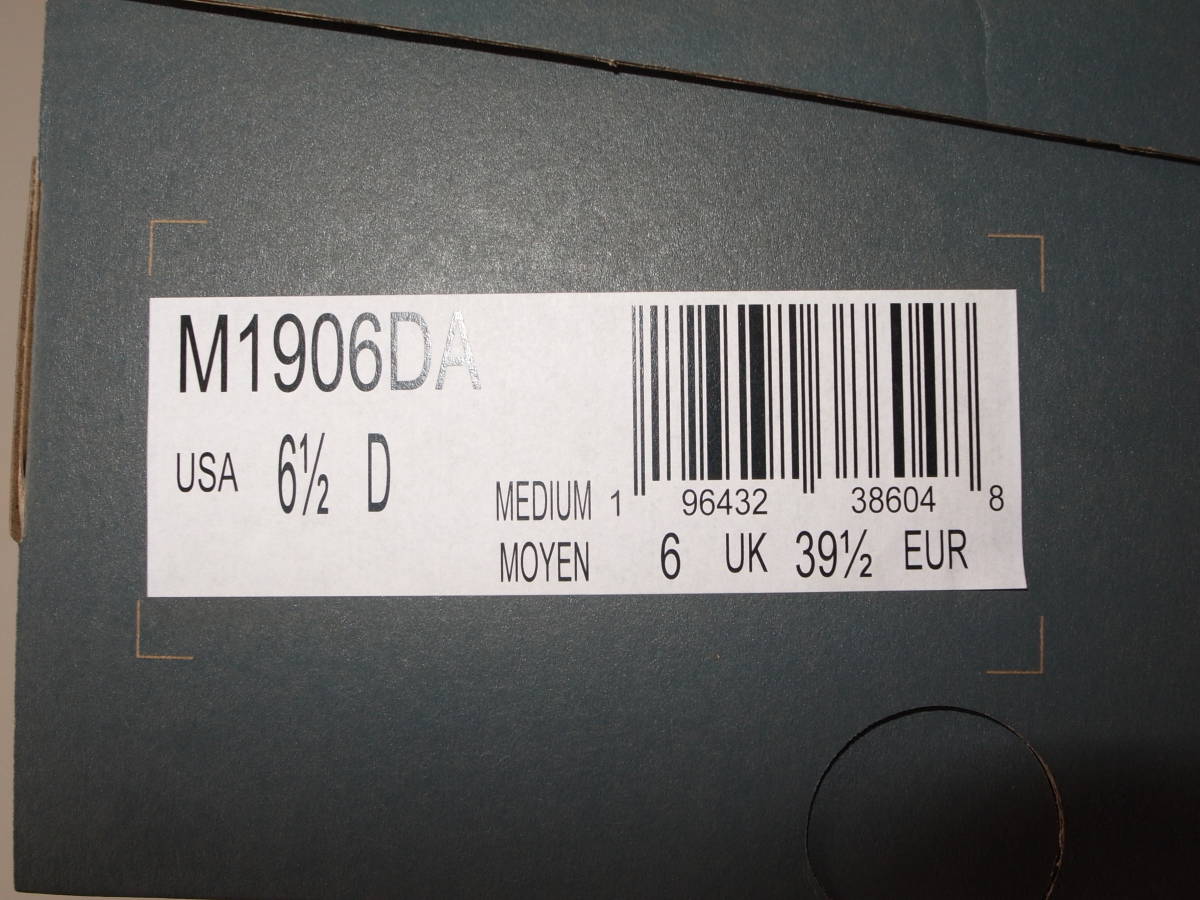 M1906DA
USA 6½ D
MEDIUM
MOYEN
1 96432 38604 8
6 UK 39½ EUR